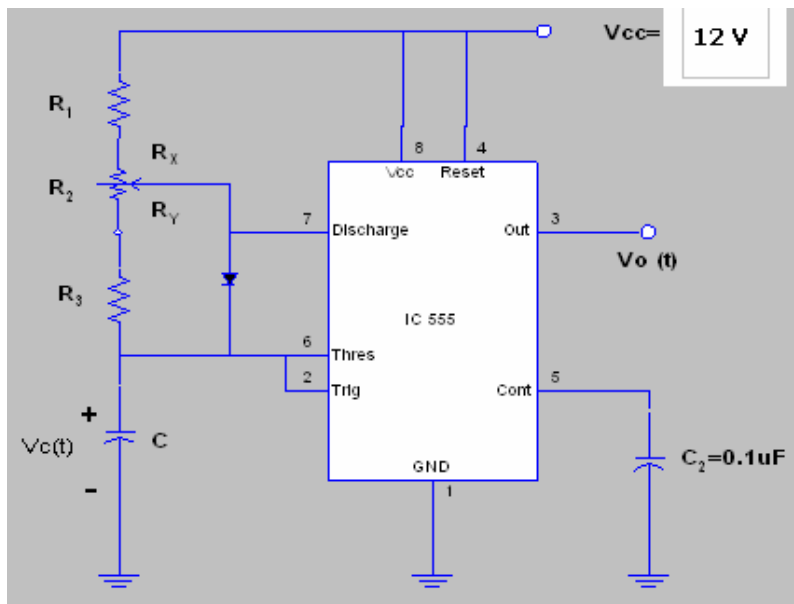 Vcc= 12 V
R1
RX
R2
RY
R3
8 4
Vcc Reset
7 Discharge
Out 3
Vo (t)
IC 555
6 Thres
2 Trig
Cont 5
+
Vc(t) C
-
GND
1
C2=0.1uF